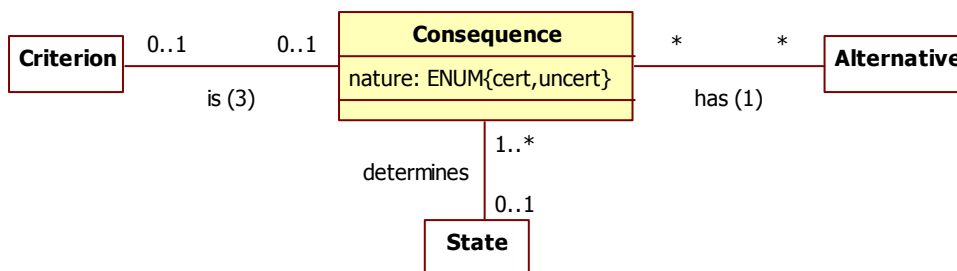 Criterion
0..1
0..1
is (3)
Consequence
nature: ENUM{cert,uncert}
*
*
has (1)
Alternative
1..*
determines
0..1
State